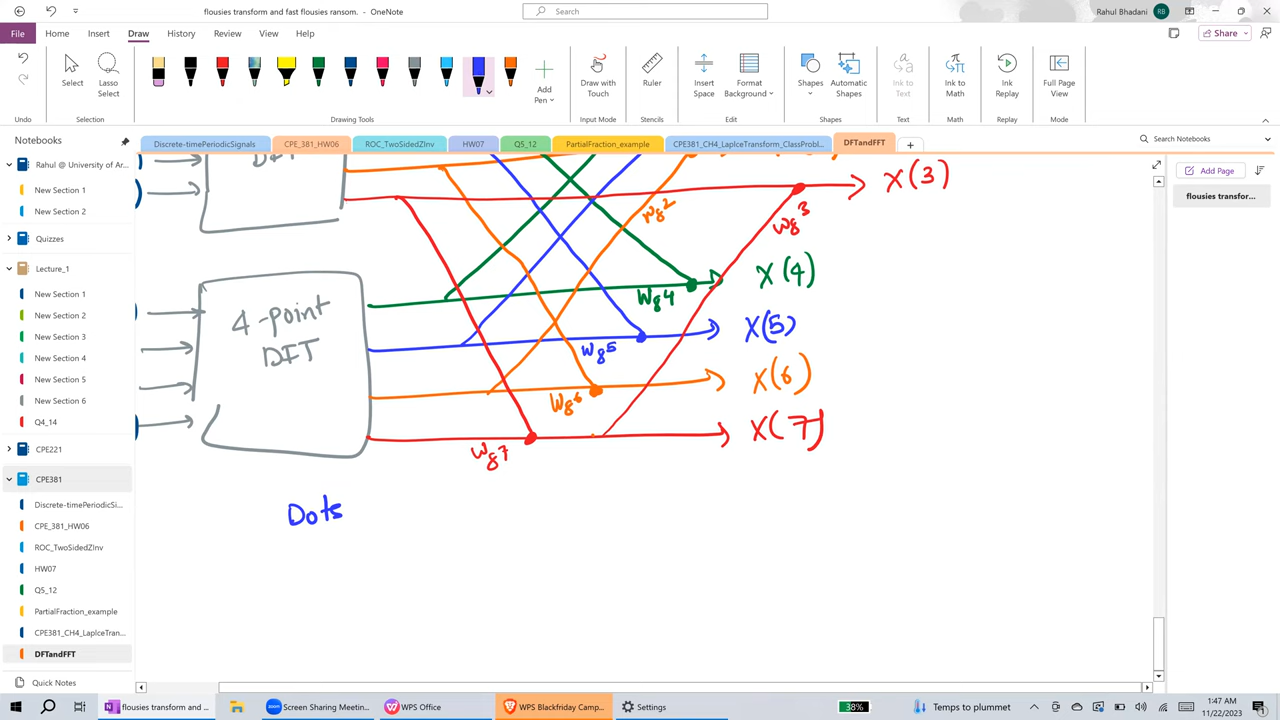 flousies transform and fast flousies ransom. - OneNote
Search
Rahul Bhadani
RB
File
Home
Insert
Draw
History
Review
View
Help
Share
Undo
Select
Lasso Select
Selection
Add Pen
Drawing Tools
Draw with Touch
Input Mode
Ruler
Stencils
Insert Space
Format Background
Edit
Shapes
Automatic Shapes
Shapes
Ink to Text
Text
Ink to Math
Math
Ink Replay
Replay
Full Page View
Mode
Notebooks
Discrete-timePeriodicSignals
CPE_381_HW06
ROC_TwoSidedZInv
HW07
Q5_12
PartialFraction_example
CPE381_CH4_LaplceTransform_ClassProbl...
DFTandFFT
Search Notebooks
Rahul @ University of Ar...
New Section 1
New Section 2
Quizzes
Lecture_1
New Section 1
New Section 2
New Section 3
New Section 4
New Section 5
New Section 6
Q4_14
CPE221
CPE381
Discrete-timePeriodicSi...
CPE_381_HW06
ROC_TwoSidedZInv
HW07
Q5_12
PartialFraction_example
CPE381_CH4_LaplceTran...
DFTandFFT
Quick Notes
Add Page
flousies transfor...
DFT
X(3)
W8^2
W8^3
X(4)
W8^4
4-point
DFT
X(5)
W8^5
X(6)
W8^6
X(7)
W8^7
Dots
flousies transform and ...
Screen Sharing Meetin...
WPS Office
WPS Blackfriday Camp...
Settings
38%
Temps to plummet
1:47 AM
11/22/2023